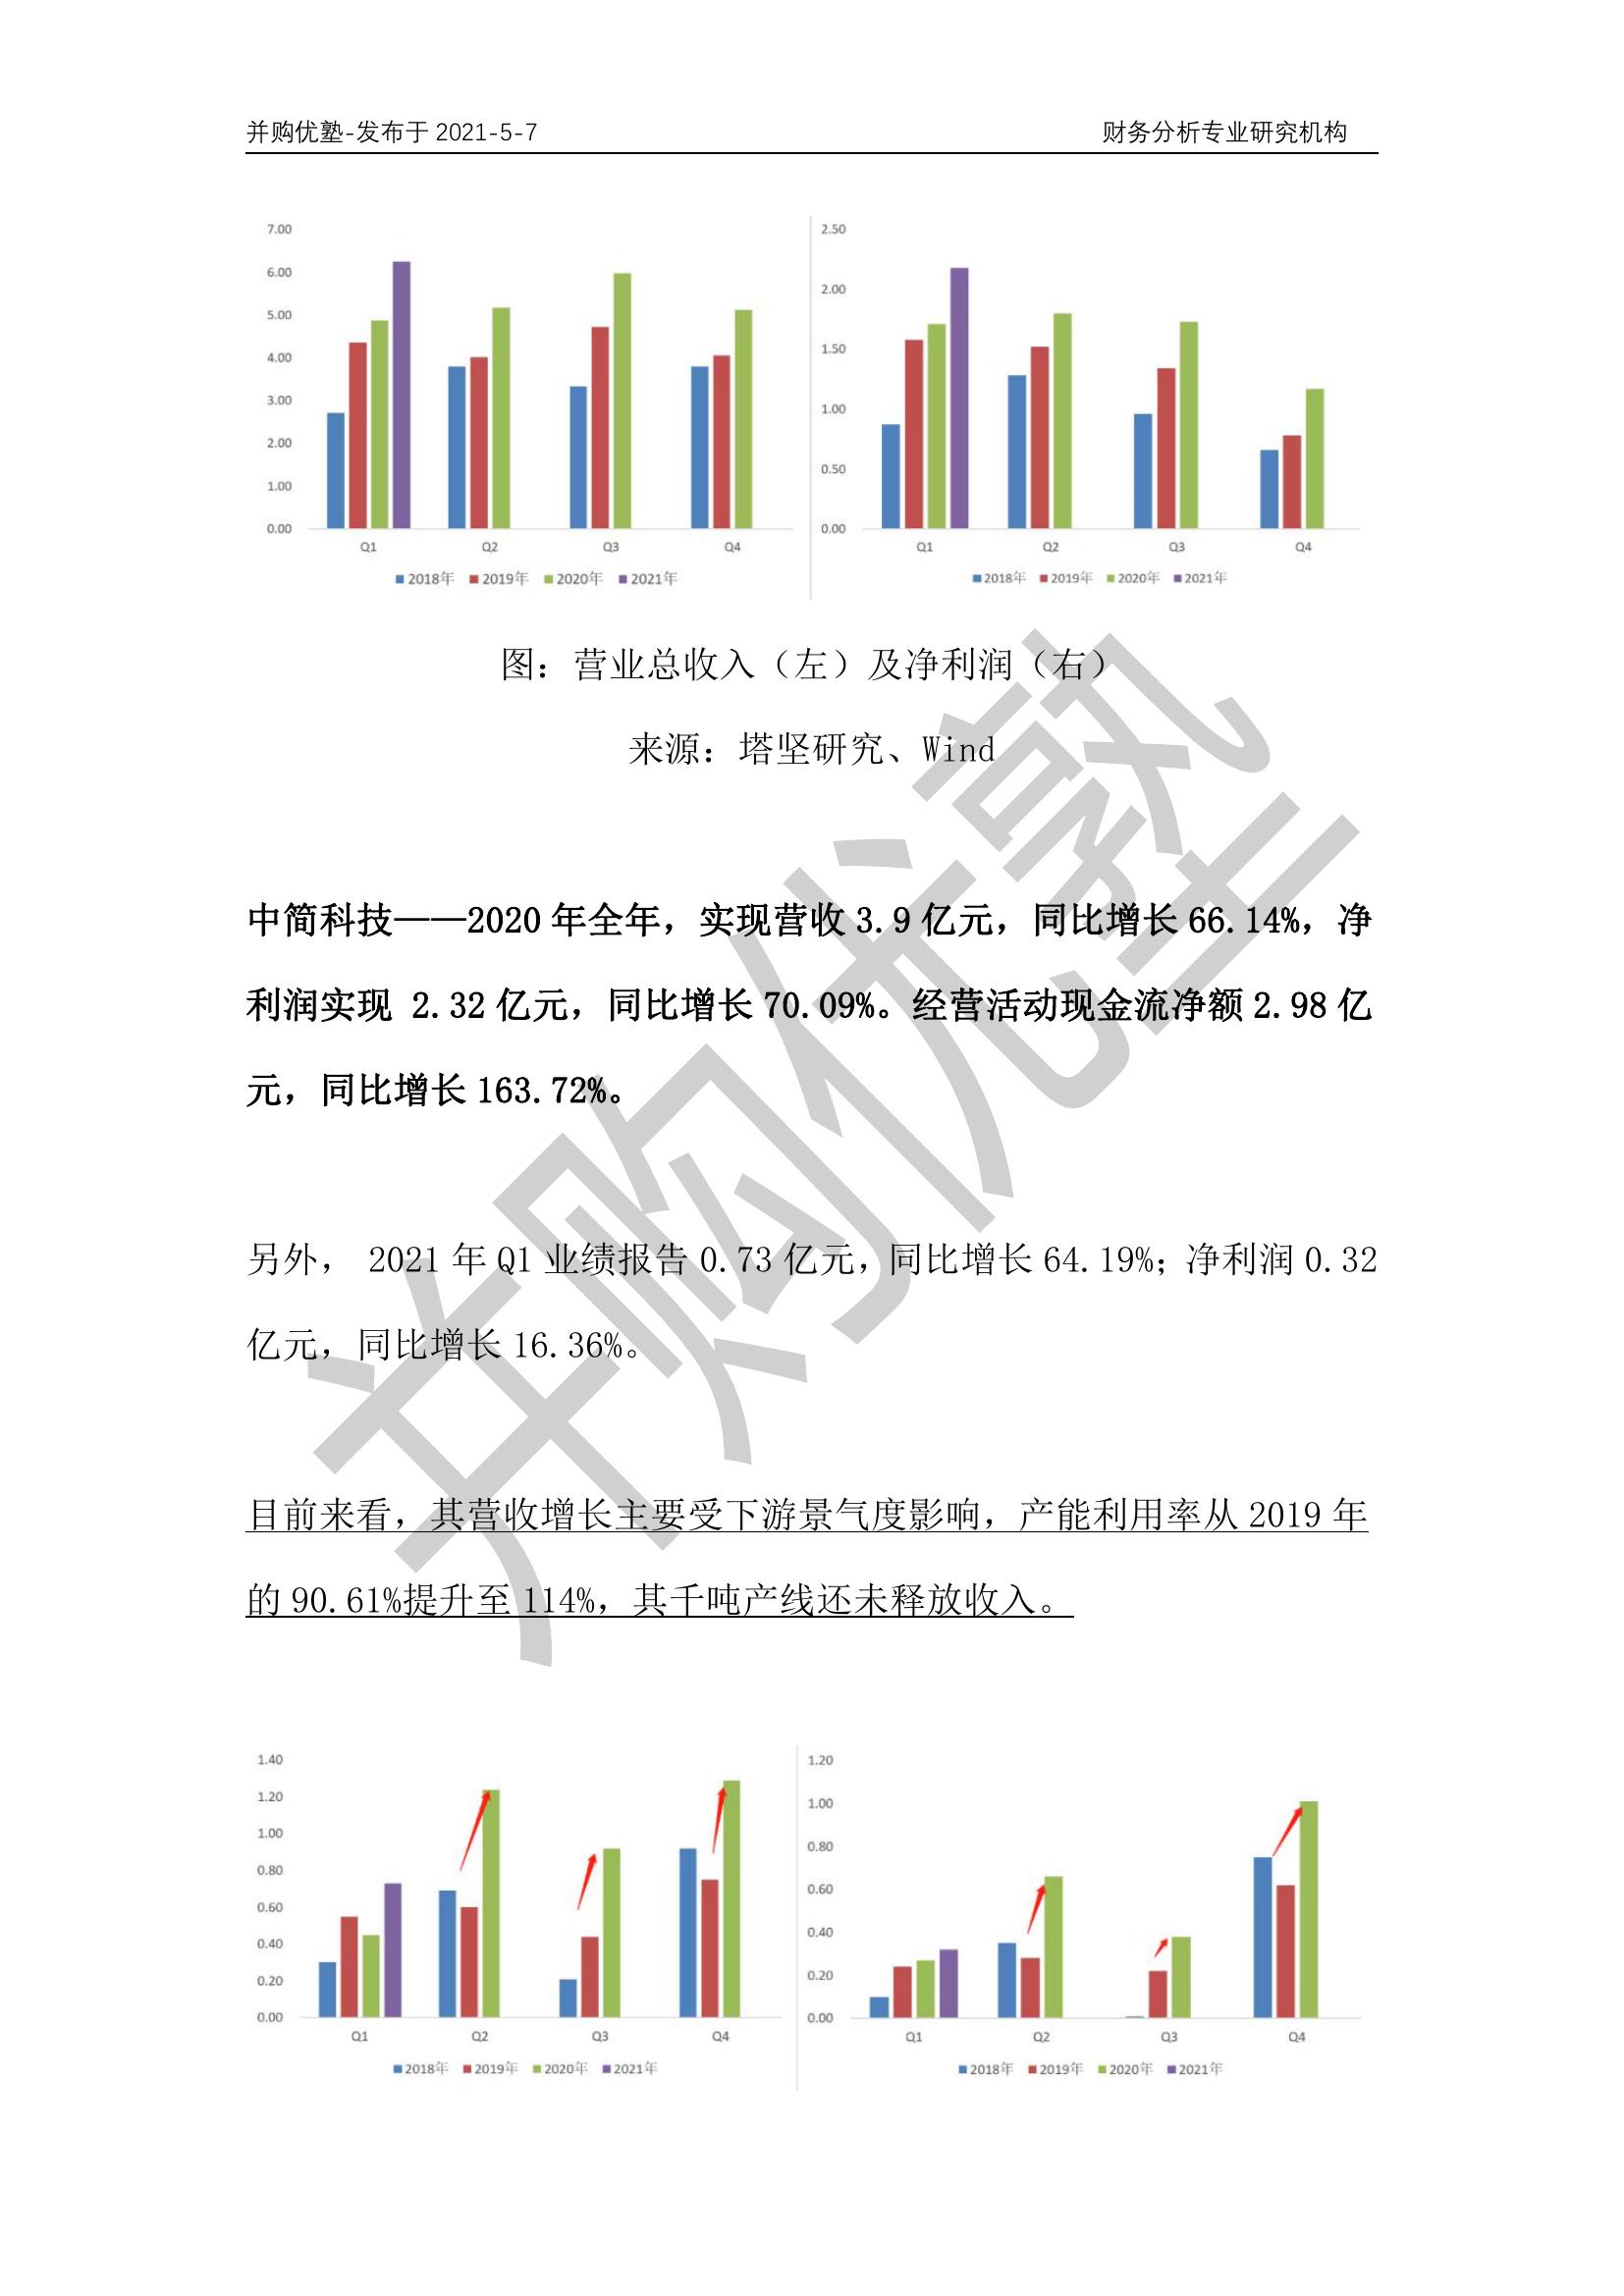 并购优塾-发布于 2021-5-7 财务分析专业研究机构
7.00
6.00
5.00
4.00
3.00
2.00
1.00
0.00
Q1 Q2 Q3 Q4
2018年 2019年 2020年 2021年
2.50
2.00
1.50
1.00
0.50
0.00
Q1 Q2 Q3 Q4
2018年 2019年 2020年 2021年
图：营业总收入（左）及净利润（右）
来源：塔坚研究、Wind
中简科技——2020 年全年，实现营收 3.9 亿元，同比增长 66.14%，净
利润实现 2.32 亿元，同比增长 70.09%。经营活动现金流净额 2.98 亿
元，同比增长 163.72%。
另外， 2021 年 Q1 业绩报告 0.73 亿元，同比增长 64.19%；净利润 0.32
亿元，同比增长 16.36%。
目前来看，其营收增长主要受下游景气度影响，产能利用率从 2019 年
的 90.61%提升至 114%，其千吨产线还未释放收入。
1.40
1.20
1.00
0.80
0.60
0.40
0.20
0.00
Q1 Q2 Q3 Q4
2018年 2019年 2020年 2021年
1.20
1.00
0.80
0.60
0.40
0.20
0.00
Q1 Q2 Q3 Q4
2018年 2019年 2020年 2021年
并购优塾